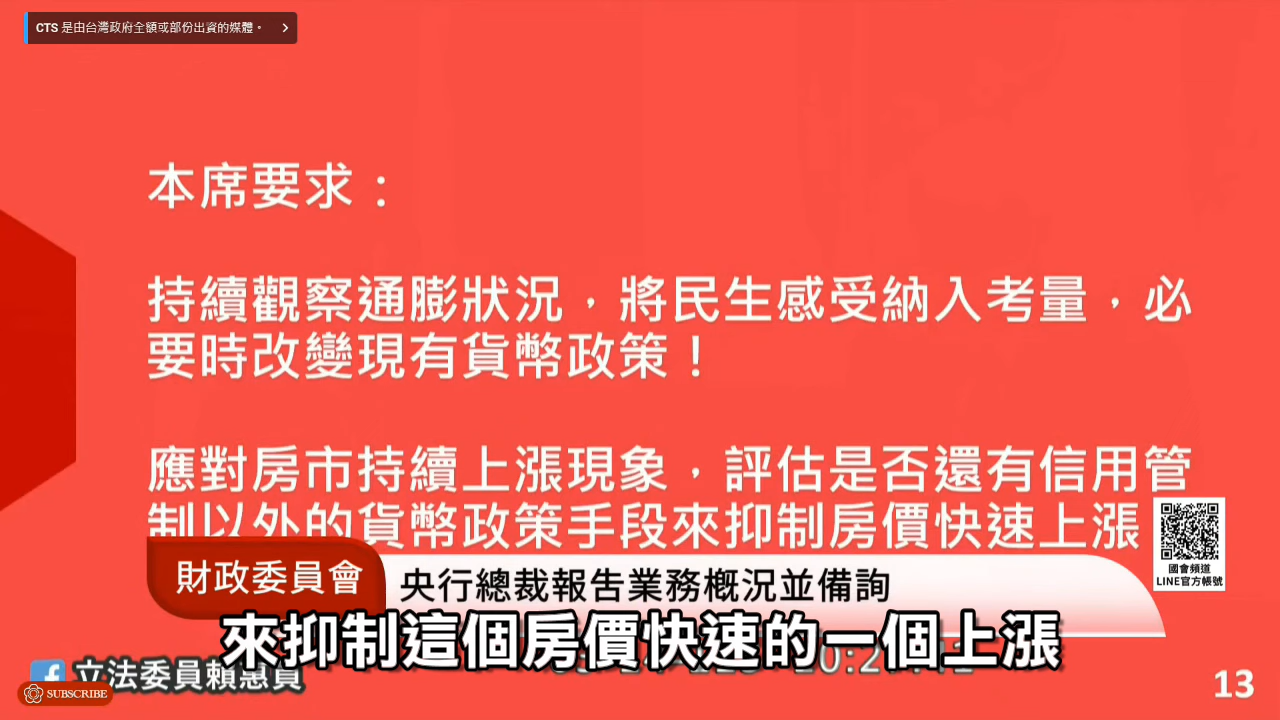 CTS 是由台灣政府全額或部份出資的媒體。
本席要求：
持續觀察通膨狀況，將民生感受納入考量，必
要時改變現有貨幣政策！
應對房市持續上漲現象，評估是否還有信用管
制以外的貨幣政策手段來抑制房價快速上漲
國會頻道
LINE官方帳號
財政委員會
央行總裁報告業務概況並備詢
來抑制這個房價快速的一個上漲
立法委員賴惠員
SUBSCRIBE
13